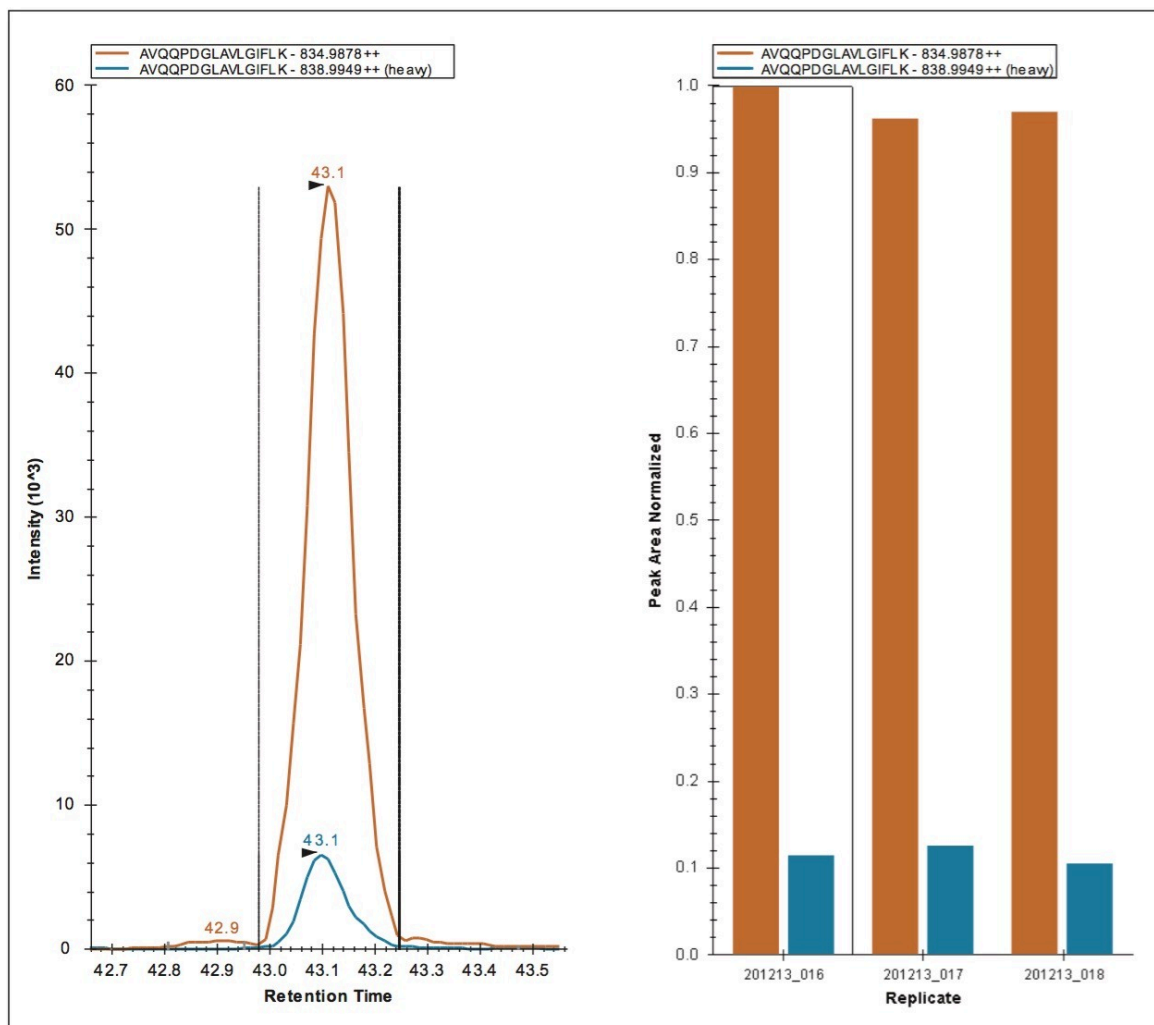 AVQQPDGLAVLGIFLK - 834.9878++
AVQQPDGLAVLGIFLK - 838.9949++ (heavy)
60
50
40
30
20
10
0
Intensity (10^3)
43.1
43.1
42.9
42.7 42.8 42.9 43.0 43.1 43.2 43.3 43.4 43.5
Retention Time
AVQQPDGLAVLGIFLK - 834.9878++
AVQQPDGLAVLGIFLK - 838.9949++ (heavy)
1.0
0.9
0.8
0.7
0.6
0.5
0.4
0.3
0.2
0.1
0.0
Peak Area Normalized
201213_016 201213_017 201213_018
Replicate